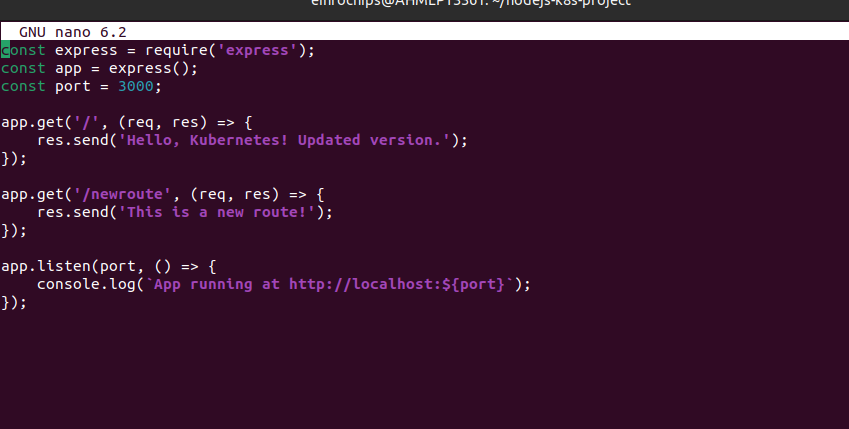 ~/nodejs-k8s-project
GNU nano 6.2
const express = require('express');
const app = express();
const port = 3000;
app.get('/', (req, res) => {
    res.send('Hello, Kubernetes! Updated version.');
});
app.get('/newroute', (req, res) => {
    res.send('This is a new route!');
});
app.listen(port, () => {
    console.log(`App running at http://localhost:${port}`);
});